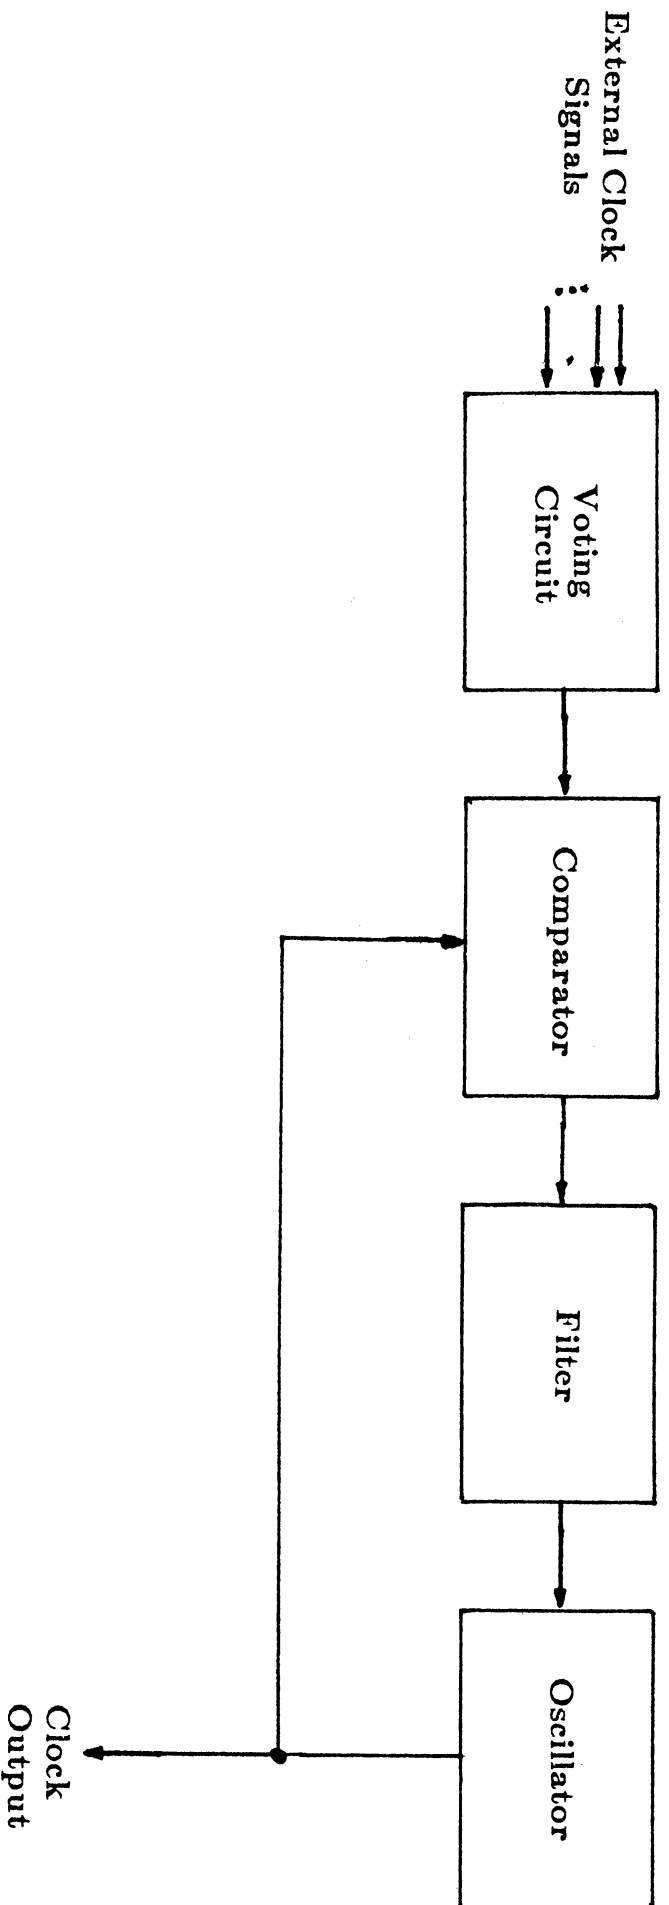 External Clock
Signals
Voting
Circuit
Comparator
Filter
Oscillator
Clock
Output